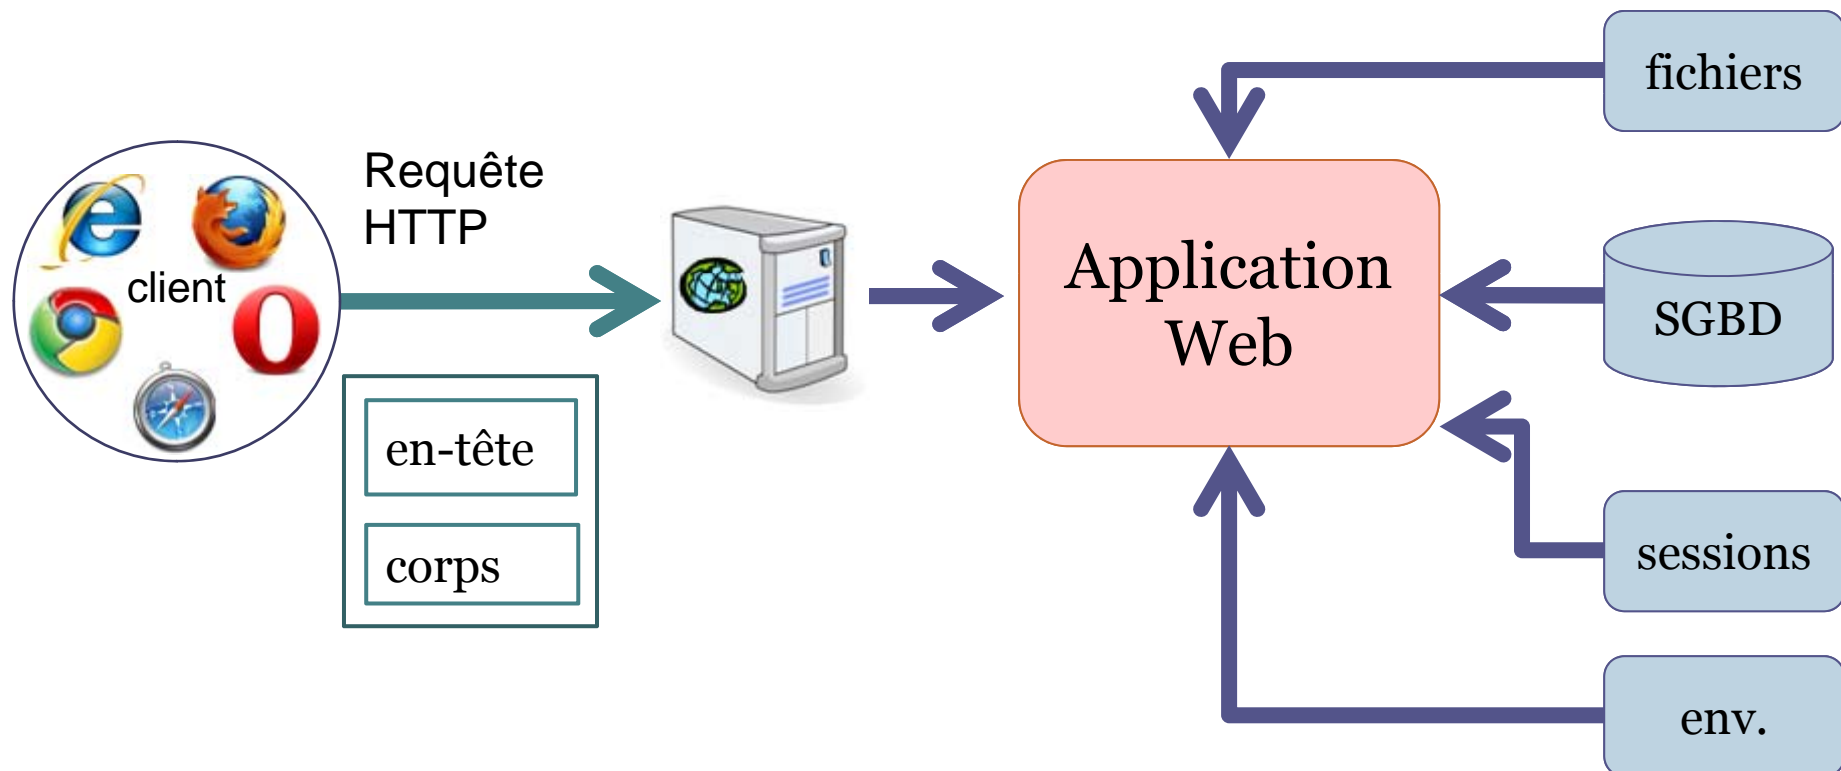 fichiers
Requête
HTTP
client
Application
Web
SGBD
en-tête
corps
sessions
env.